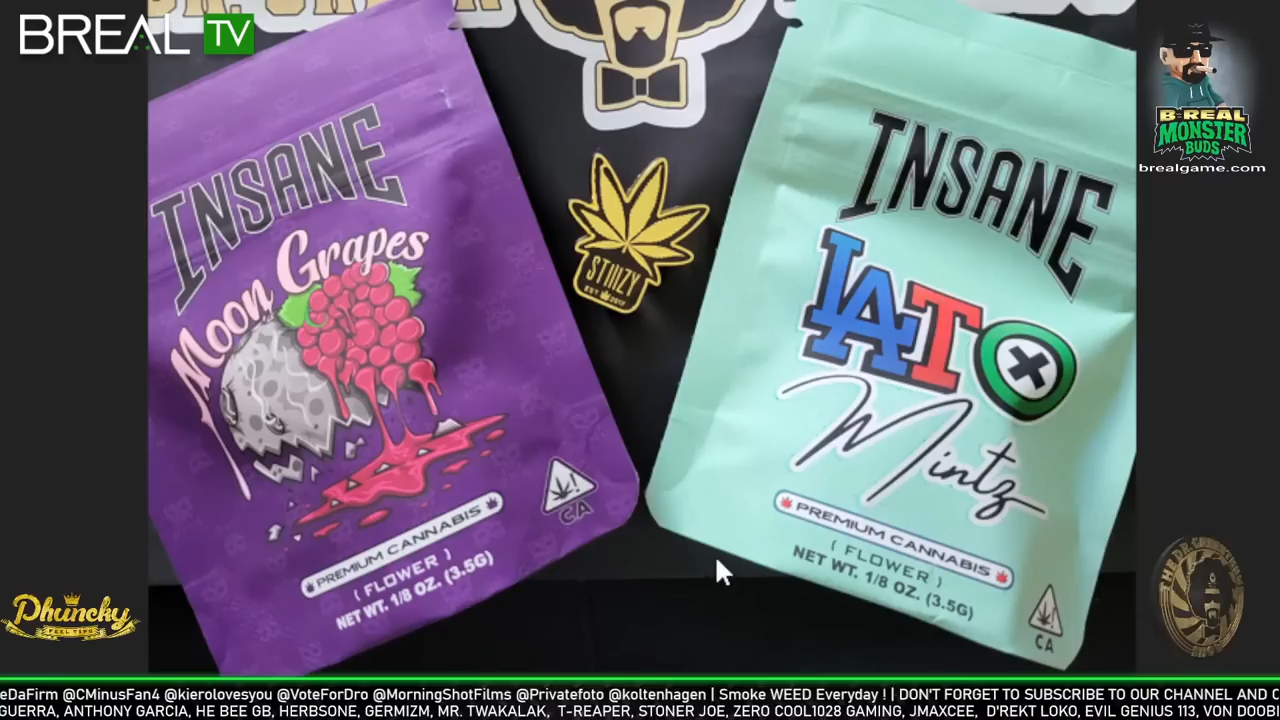 BREAL TV
INSANE
Moon Grapes
PREMIUM CANNABIS
( FLOWER )
NET WT. 1/8 OZ. (3.5G)
CA
STIIIZY
EST 2017
INSANE
LATO
Mintz
PREMIUM CANNABIS
( FLOWER )
NET WT. 1/8 OZ. (3.5G)
CA
B-REAL
MONSTER
BUDS
brealgame.com
Phuncky
FEEL TIPS
eDaFirm @CMinusFan4 @kierolovesyou @VoteForDro @MorningShotFilms @Privatefoto @koltenhagen | Smoke WEED Everyday ! | DON'T FORGET TO SUBSCRIBE TO OUR CHANNEL AND C
GUERRA, ANTHONY GARCIA, HE BEE GB, HERBSONE, GERMIZM, MR. TWAKALAK, T-REAPER, STONER JOE, ZERO COOL1028 GAMING, JMAXCEE, D'REKT LOKO, EVIL GENIUS 113, VON DOOBI